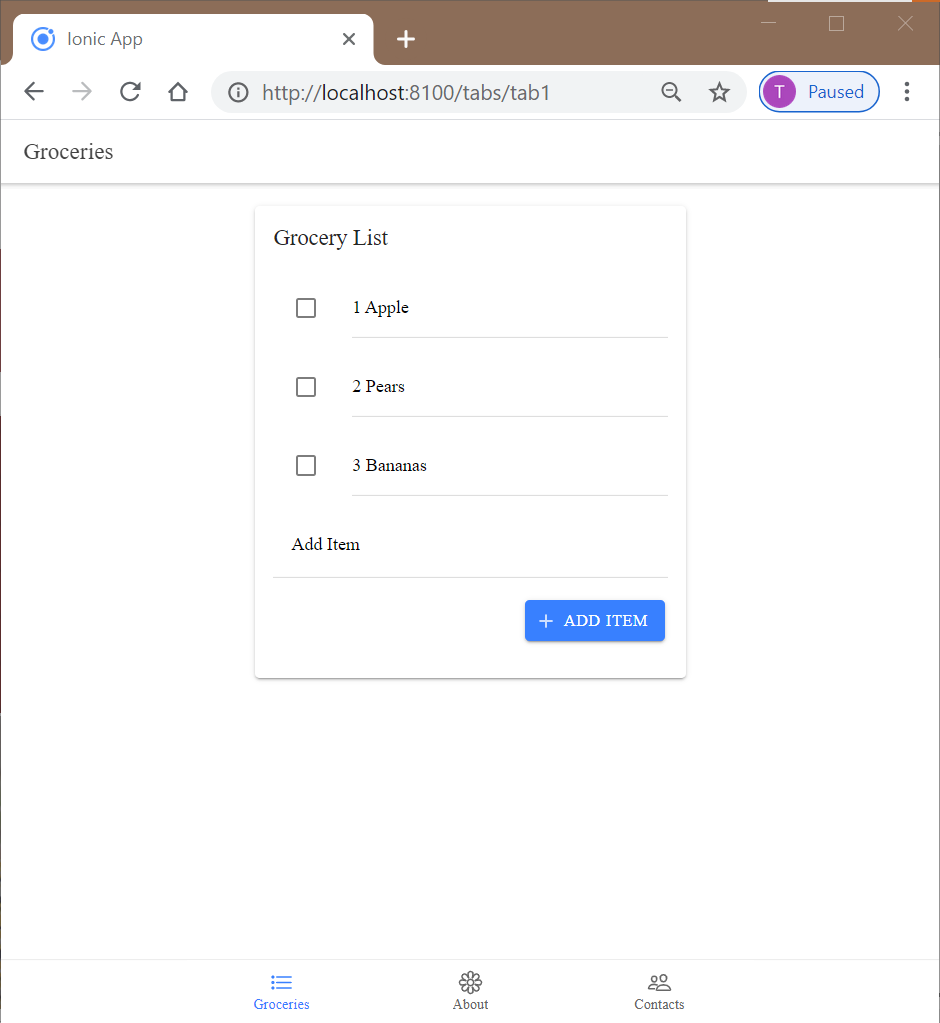 Ionic App
http://localhost:8100/tabs/tab1
T Paused
Groceries
Grocery List
1 Apple
2 Pears
3 Bananas
Add Item
ADD ITEM
Groceries About Contacts